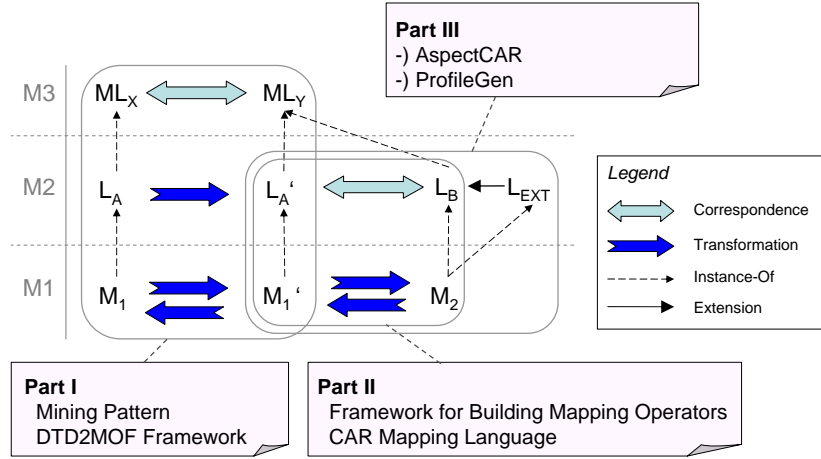 Part III
-) AspectCAR
-) ProfileGen
M3
ML_X
ML_Y
M2
L_A
L_A‘
L_B
L_EXT
M1
M_1
M_1‘
M_2
Legend
Correspondence
Transformation
Instance-Of
Extension
Part I
Mining Pattern
DTD2MOF Framework
Part II
Framework for Building Mapping Operators
CAR Mapping Language